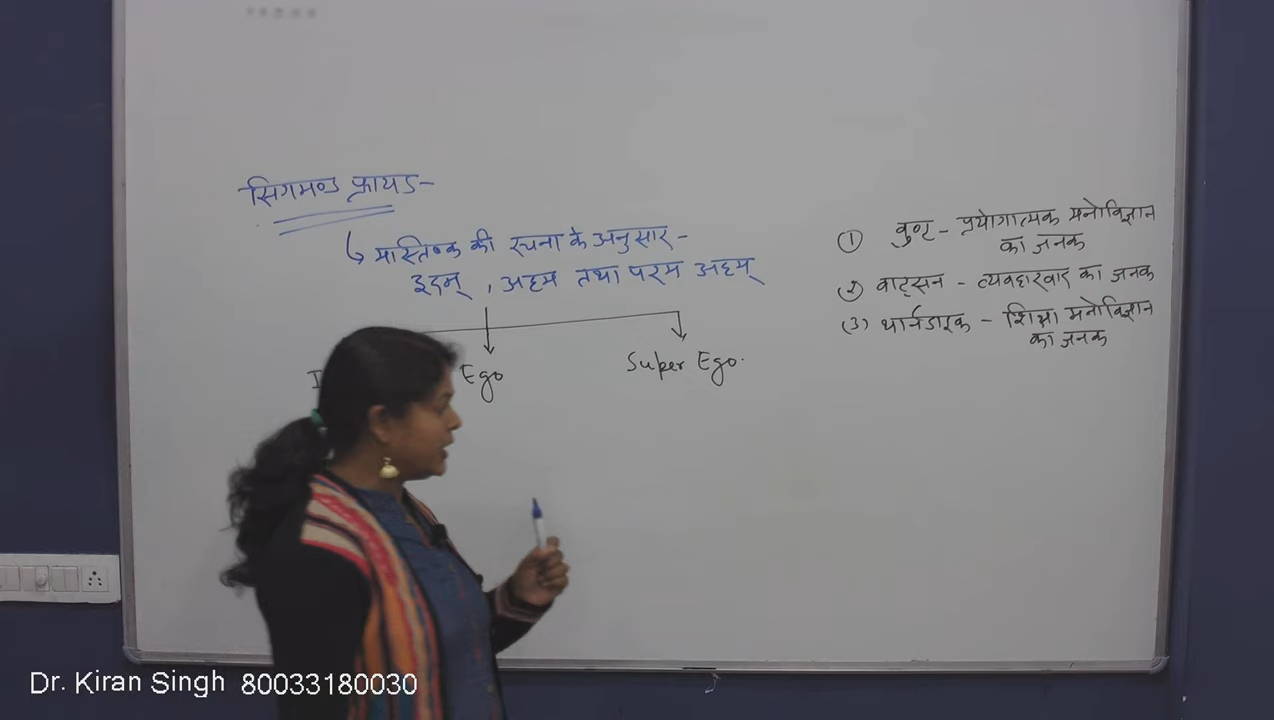 सिगमण्ड फ्रायड-
मास्तिष्क की रचना के अनुसार-
इदम् , अहम तथा परम अहम्
Ego
Super Ego.
① वुण्ट - प्रयोगात्मक मनोविज्ञान
का जनक
② वाट्सन - व्यवहारवाद का जनक
(3) थार्नडाइक - शिक्षा मनोविज्ञान
का जनक
Dr. Kiran Singh 80033180030